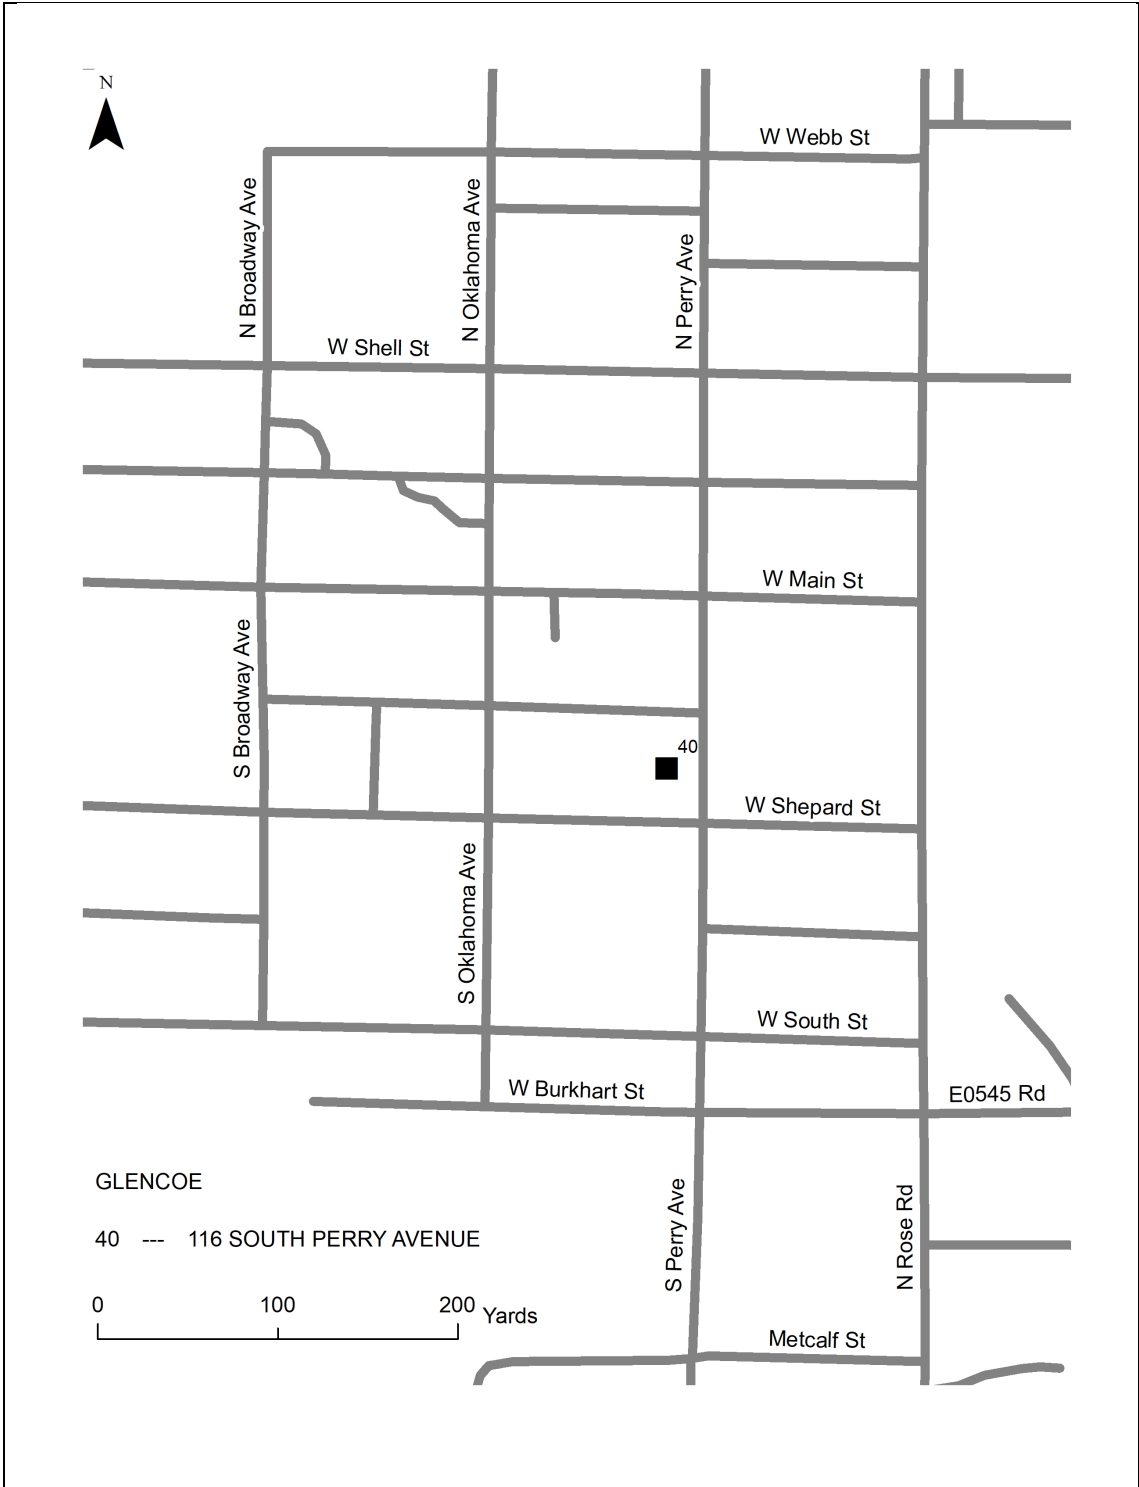 N
W Webb St
N Broadway Ave
N Oklahoma Ave
N Perry Ave
W Shell St
W Main St
S Broadway Ave
40
W Shepard St
S Oklahoma Ave
W South St
W Burkhart St
E0545 Rd
GLENCOE
40 --- 116 SOUTH PERRY AVENUE
S Perry Ave
N Rose Rd
0 100 200 Yards
Metcalf St